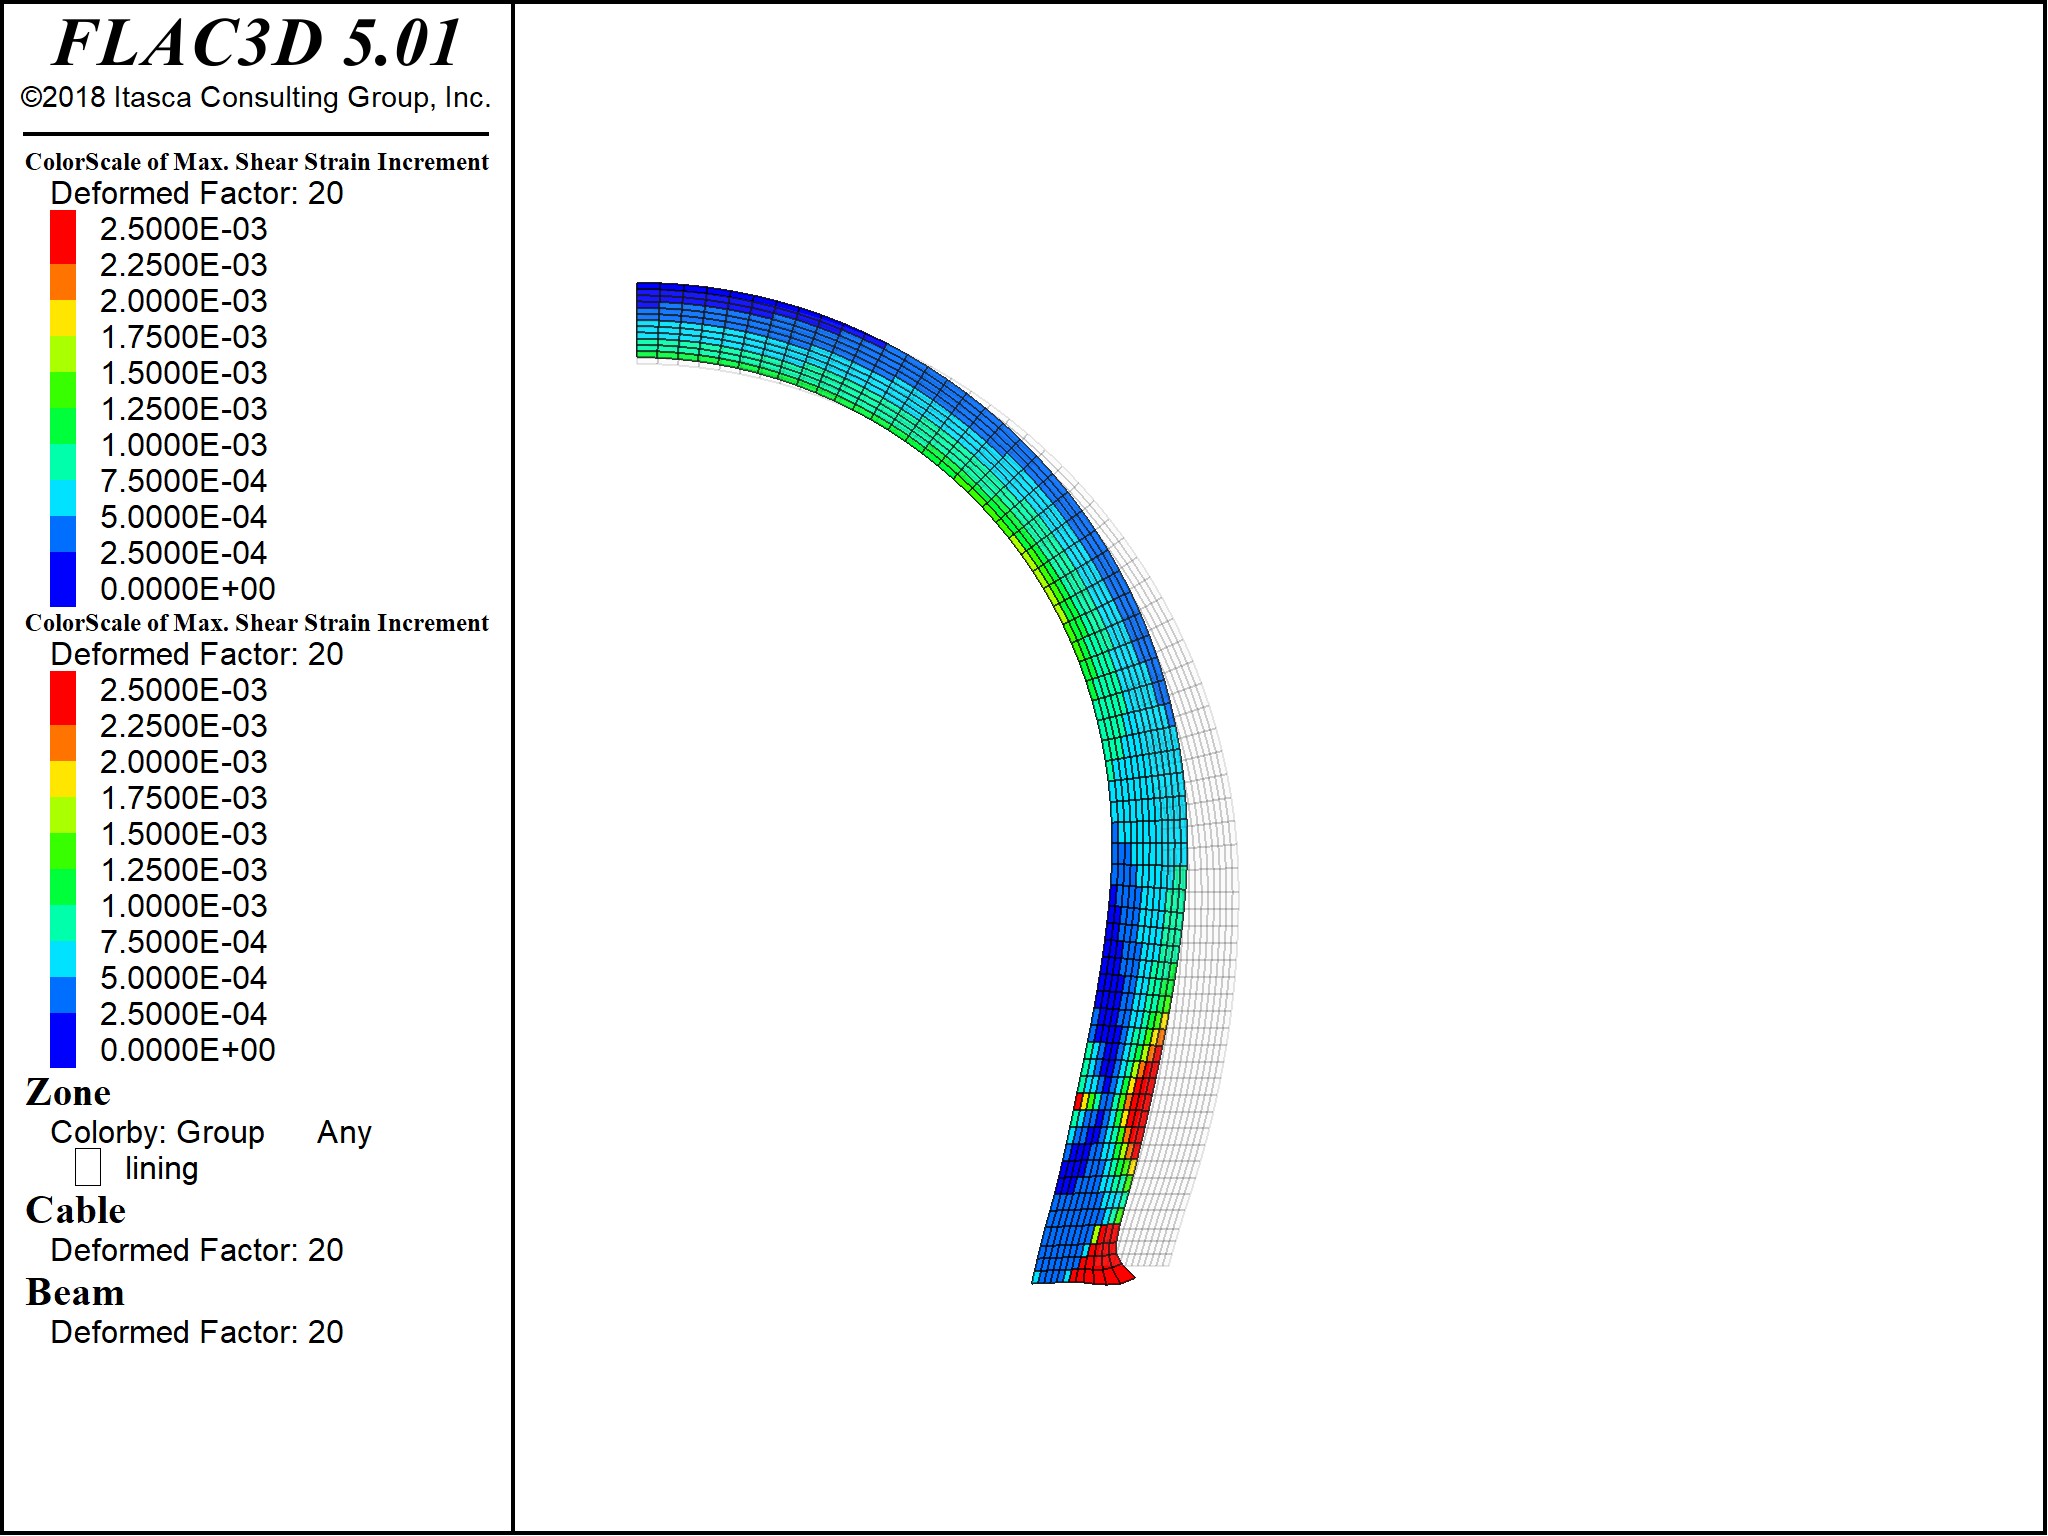 FLAC3D 5.01
©2018 Itasca Consulting Group, Inc.
ColorScale of Max. Shear Strain Increment
Deformed Factor: 20
2.5000E-03
2.2500E-03
2.0000E-03
1.7500E-03
1.5000E-03
1.2500E-03
1.0000E-03
7.5000E-04
5.0000E-04
2.5000E-04
0.0000E+00
ColorScale of Max. Shear Strain Increment
Deformed Factor: 20
2.5000E-03
2.2500E-03
2.0000E-03
1.7500E-03
1.5000E-03
1.2500E-03
1.0000E-03
7.5000E-04
5.0000E-04
2.5000E-04
0.0000E+00
Zone
Colorby: Group Any
lining
Cable
Deformed Factor: 20
Beam
Deformed Factor: 20